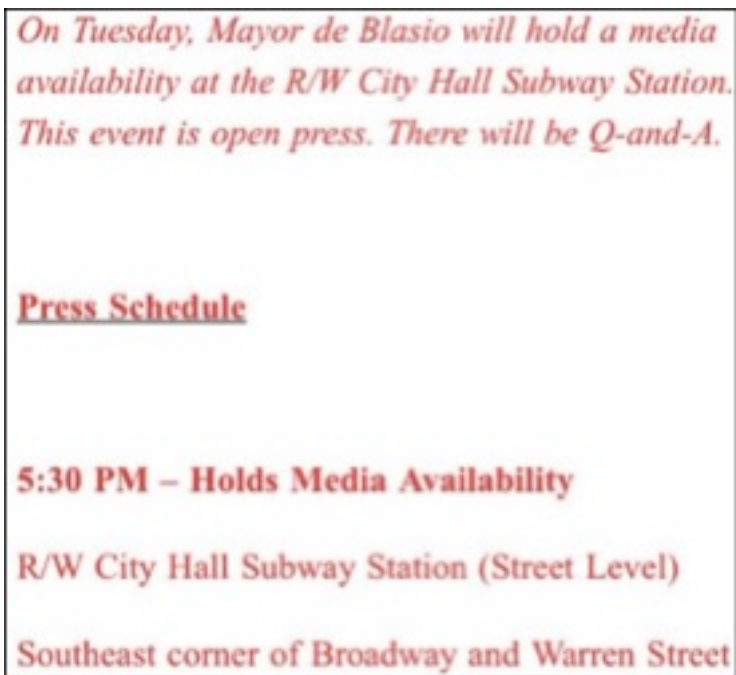 On Tuesday, Mayor de Blasio will hold a media
availability at the R/W City Hall Subway Station.
This event is open press. There will be Q-and-A.
Press Schedule
5:30 PM – Holds Media Availability
R/W City Hall Subway Station (Street Level)
Southeast corner of Broadway and Warren Street